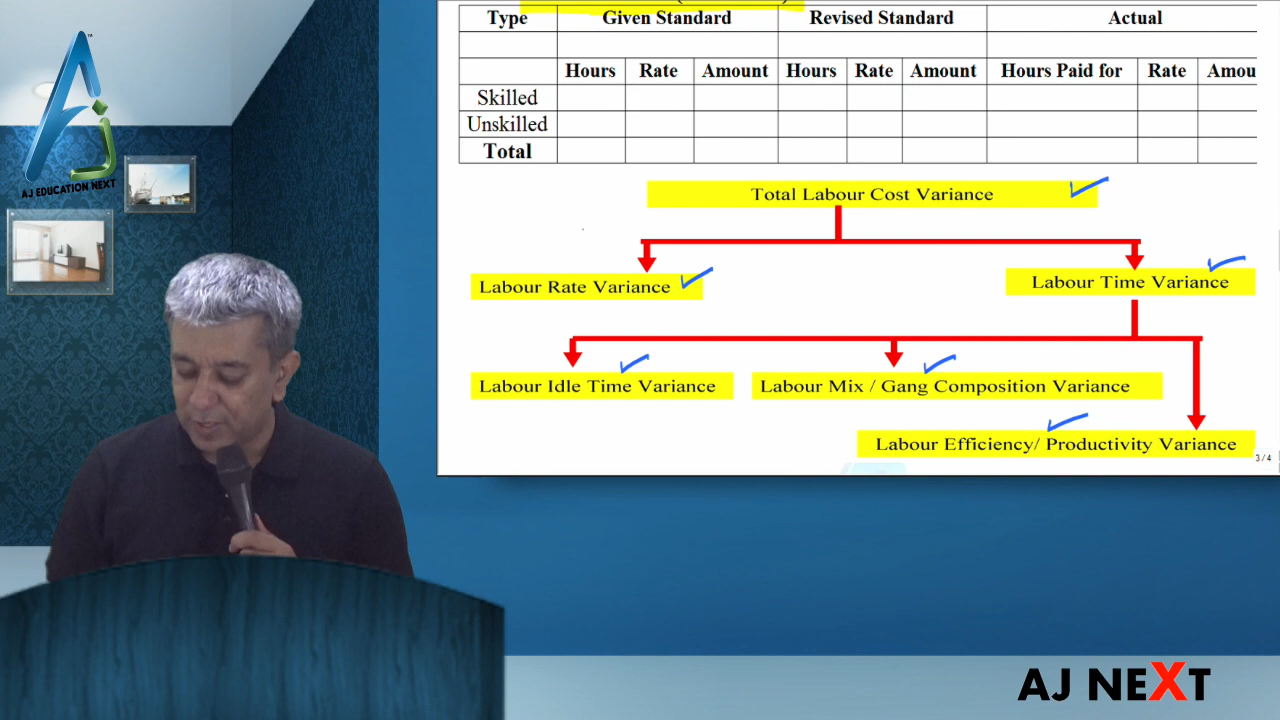 Type Given Standard Revised Standard Actual
Hours Rate Amount Hours Rate Amount Hours Paid for Rate Amou
Skilled
Unskilled
Total
Total Labour Cost Variance
Labour Rate Variance
Labour Time Variance
Labour Idle Time Variance
Labour Mix / Gang Composition Variance
Labour Efficiency/ Productivity Variance
3/4
AJ EDUCATION NEXT
AJ NEXT